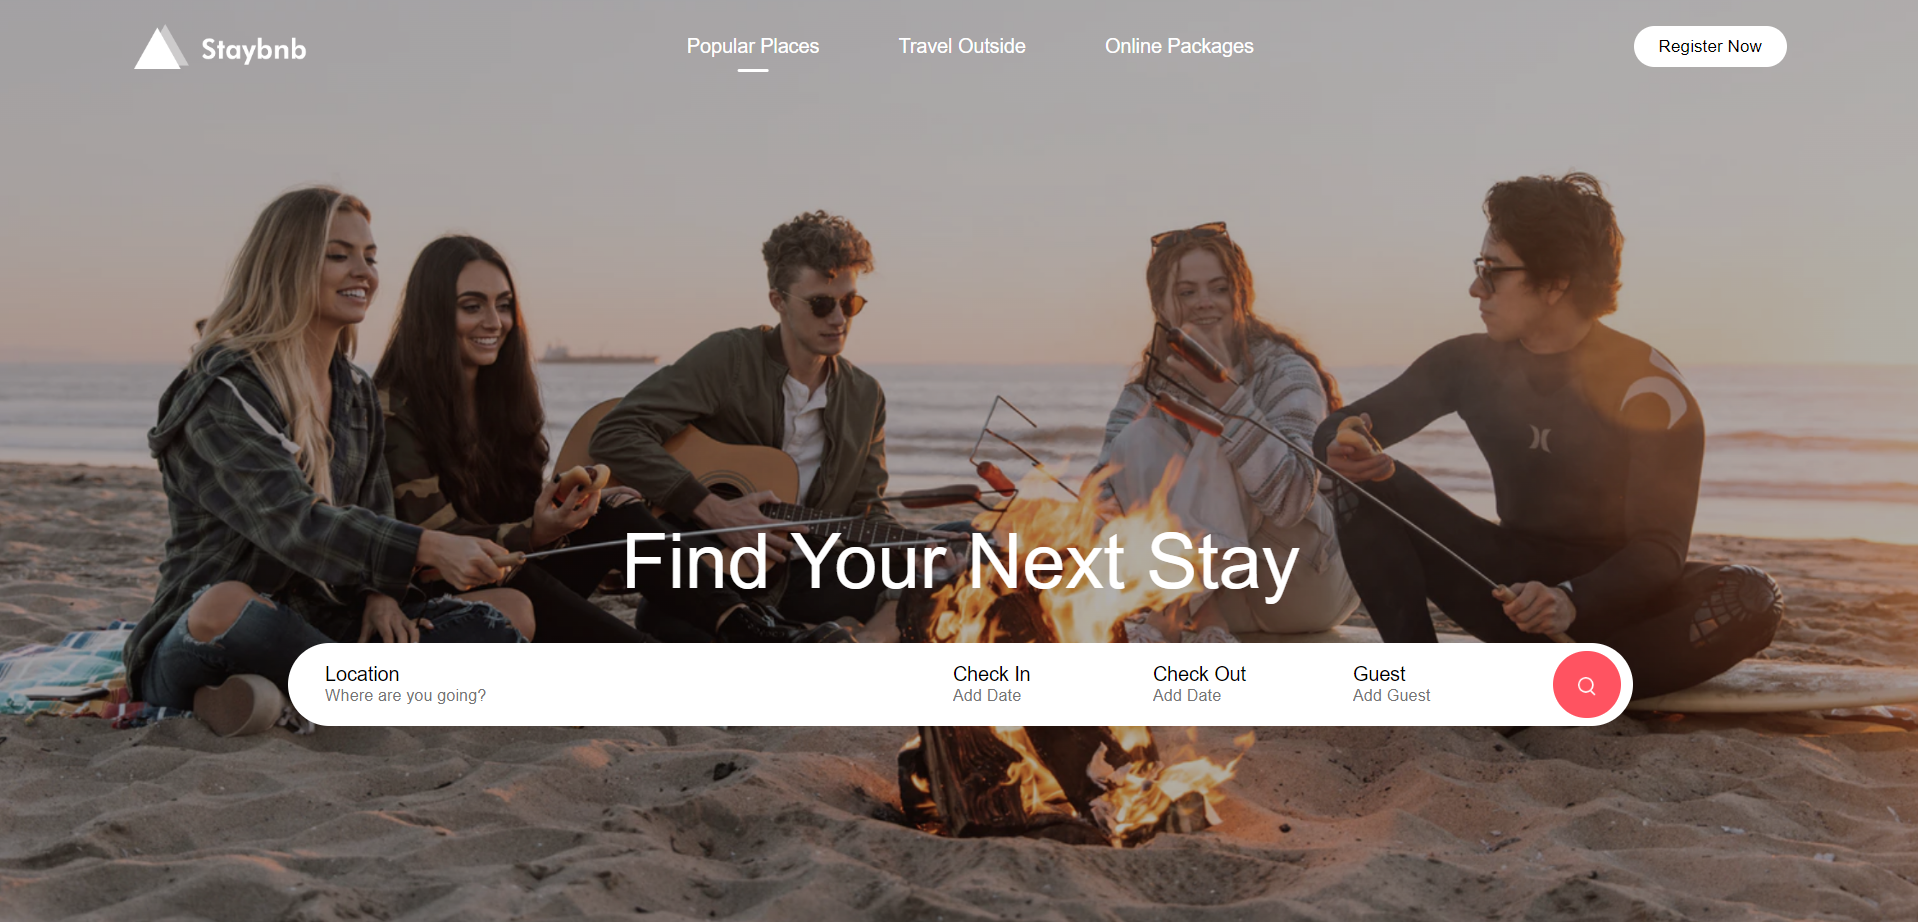 Staybnb
Popular Places
Travel Outside
Online Packages
Register Now
Find Your Next Stay
Location
Where are you going?
Check In
Add Date
Check Out
Add Date
Guest
Add Guest